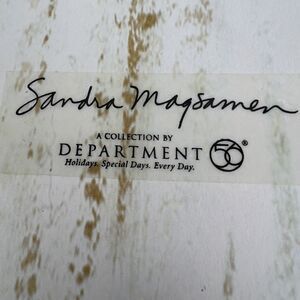 Sandra Magsamen
A COLLECTION BY
DEPARTMENT 56®
Holidays. Special Days. Every Day.